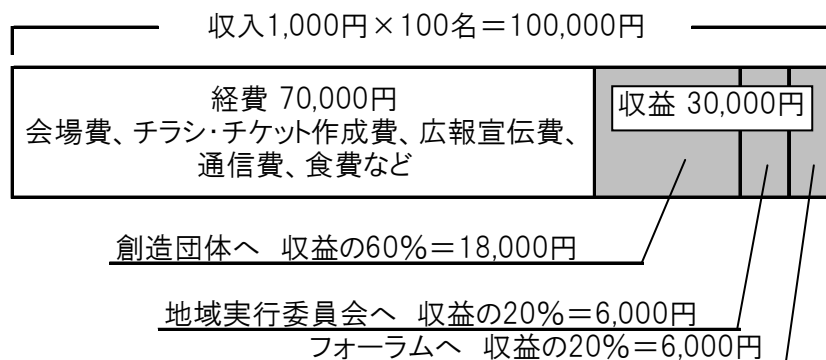 収入1,000円×100名＝100,000円
経費 70,000円
会場費、チラシ・チケット作成費、広報宣伝費、
通信費、食費など
収益 30,000円
創造団体へ 収益の60%＝18,000円
地域実行委員会へ 収益の20%＝6,000円
フォーラムへ 収益の20%＝6,000円